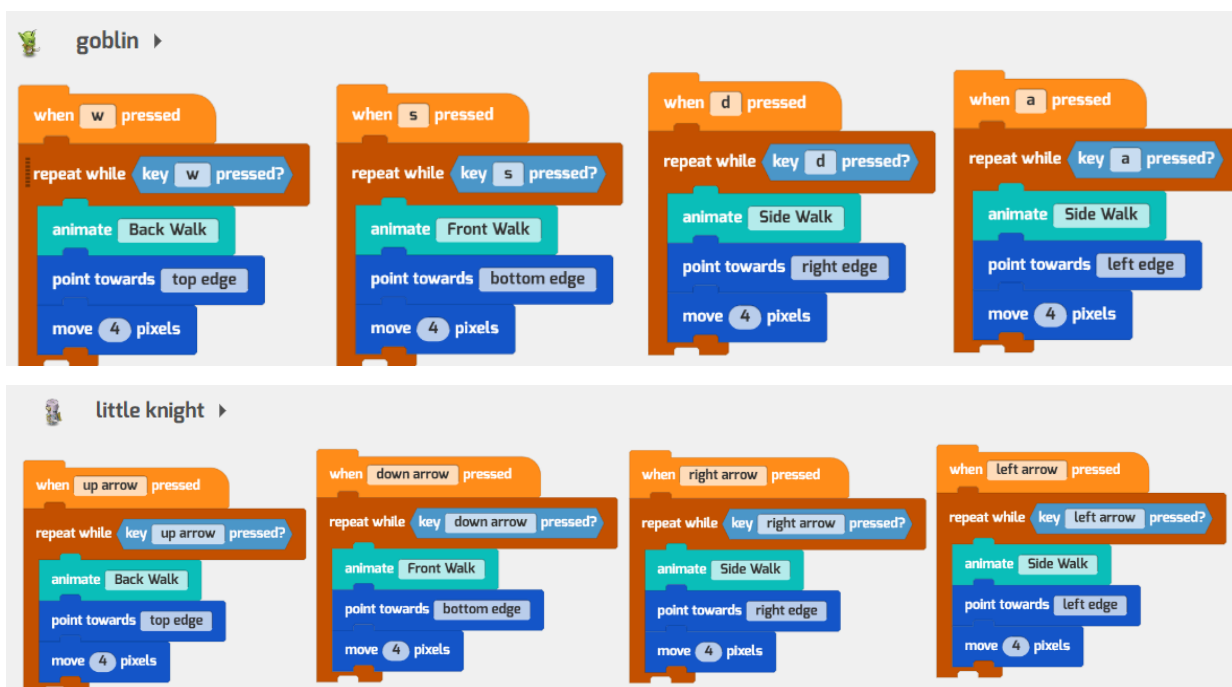 goblin
when w pressed
repeat while key w pressed?
animate Back Walk
point towards top edge
move 4 pixels
when s pressed
repeat while key s pressed?
animate Front Walk
point towards bottom edge
move 4 pixels
when d pressed
repeat while key d pressed?
animate Side Walk
point towards right edge
move 4 pixels
when a pressed
repeat while key a pressed?
animate Side Walk
point towards left edge
move 4 pixels
little knight
when up arrow pressed
repeat while key up arrow pressed?
animate Back Walk
point towards top edge
move 4 pixels
when down arrow pressed
repeat while key down arrow pressed?
animate Front Walk
point towards bottom edge
move 4 pixels
when right arrow pressed
repeat while key right arrow pressed?
animate Side Walk
point towards right edge
move 4 pixels
when left arrow pressed
repeat while key left arrow pressed?
animate Side Walk
point towards left edge
move 4 pixels